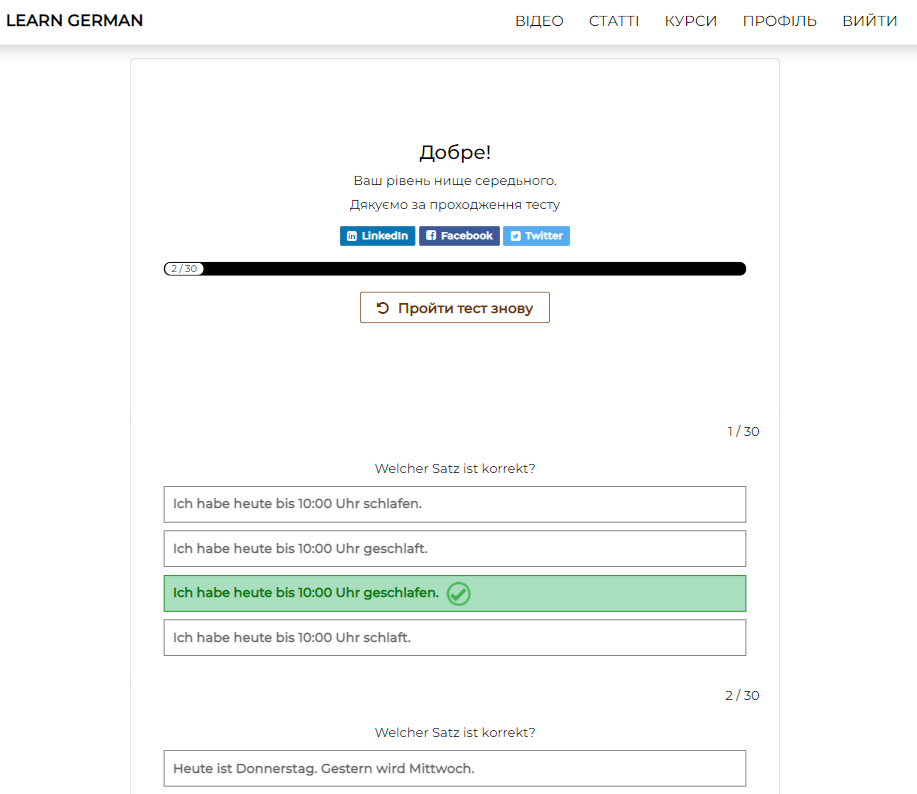 LEARN GERMAN
ВІДЕО СТАТТІ КУРСИ ПРОФІЛЬ ВИЙТИ
Добре!
Ваш рівень нище середнього.
Дякуємо за проходження тесту
LinkedIn Facebook Twitter
2 / 30
Пройти тест знову
1 / 30
Welcher Satz ist korrekt?
Ich habe heute bis 10:00 Uhr schlafen.
Ich habe heute bis 10:00 Uhr geschlaft.
Ich habe heute bis 10:00 Uhr geschlafen.
Ich habe heute bis 10:00 Uhr schlaft.
2 / 30
Welcher Satz ist korrekt?
Heute ist Donnerstag. Gestern wird Mittwoch.